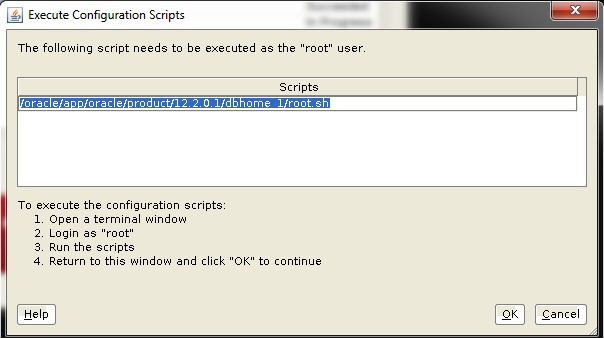 Succeeded
In Progress
Execute Configuration Scripts
The following script needs to be executed as the "root" user.
Scripts
/oracle/app/oracle/product/12.2.0.1/dbhome_1/root.sh
To execute the configuration scripts:
1. Open a terminal window
2. Login as "root"
3. Run the scripts
4. Return to this window and click "OK" to continue
Help
OK
Cancel